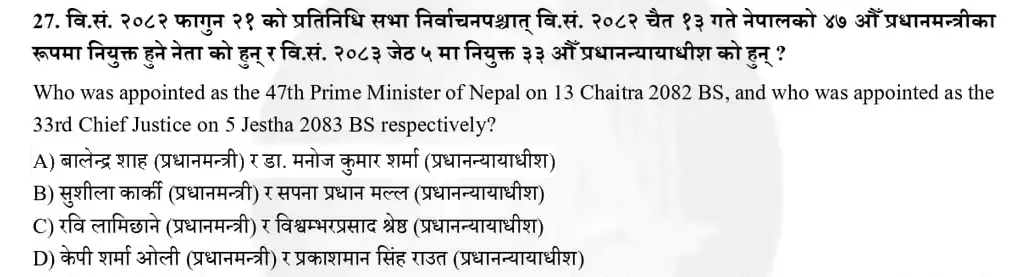 27. वि.सं. २०८२ फागुन २१ को प्रतिनिधि सभा निर्वाचनपश्चात् वि.सं. २०८२ चैत १३ गते नेपालको ४७ औँ प्रधानमन्त्रीका
रूपमा नियुक्त हुने नेता को हुन् र वि.सं. २०८३ जेठ ५ मा नियुक्त ३३ औँ प्रधानन्यायाधीश को हुन् ?
Who was appointed as the 47th Prime Minister of Nepal on 13 Chaitra 2082 BS, and who was appointed as the
33rd Chief Justice on 5 Jestha 2083 BS respectively?
A) बालेन्द्र शाह (प्रधानमन्त्री) र डा. मनोज कुमार शर्मा (प्रधानन्यायाधीश)
B) सुशीला कार्की (प्रधानमन्त्री) र सपना प्रधान मल्ल (प्रधानन्यायाधीश)
C) रवि लामिछाने (प्रधानमन्त्री) र विश्वम्भरप्रसाद श्रेष्ठ (प्रधानन्यायाधीश)
D) केपी शर्मा ओली (प्रधानमन्त्री) र प्रकाशमान सिंह राउत (प्रधानन्यायाधीश)